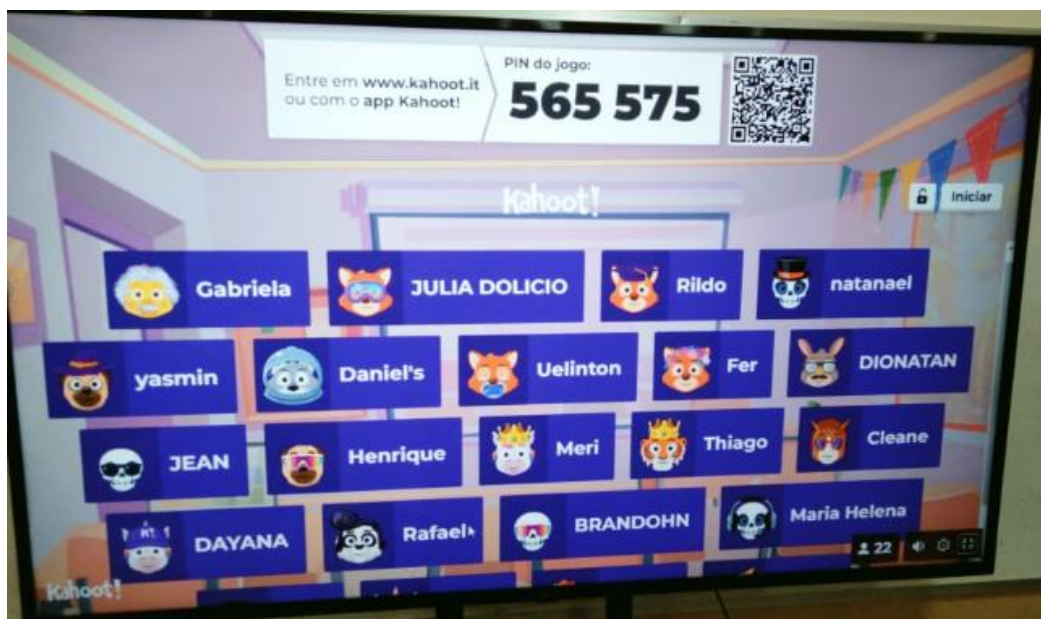 Entre em www.kahoot.it
ou com o app Kahoot!
PIN do jogo:
565 575
Kahoot!
Iniciar
Gabriela
JULIA DOLICIO
Rildo
natanael
yasmin
Daniel's
Uelinton
Fer
DIONATAN
JEAN
Henrique
Meri
Thiago
Cleane
DAYANA
Rafael
BRANDOHN
Maria Helena
22
Kahoot!